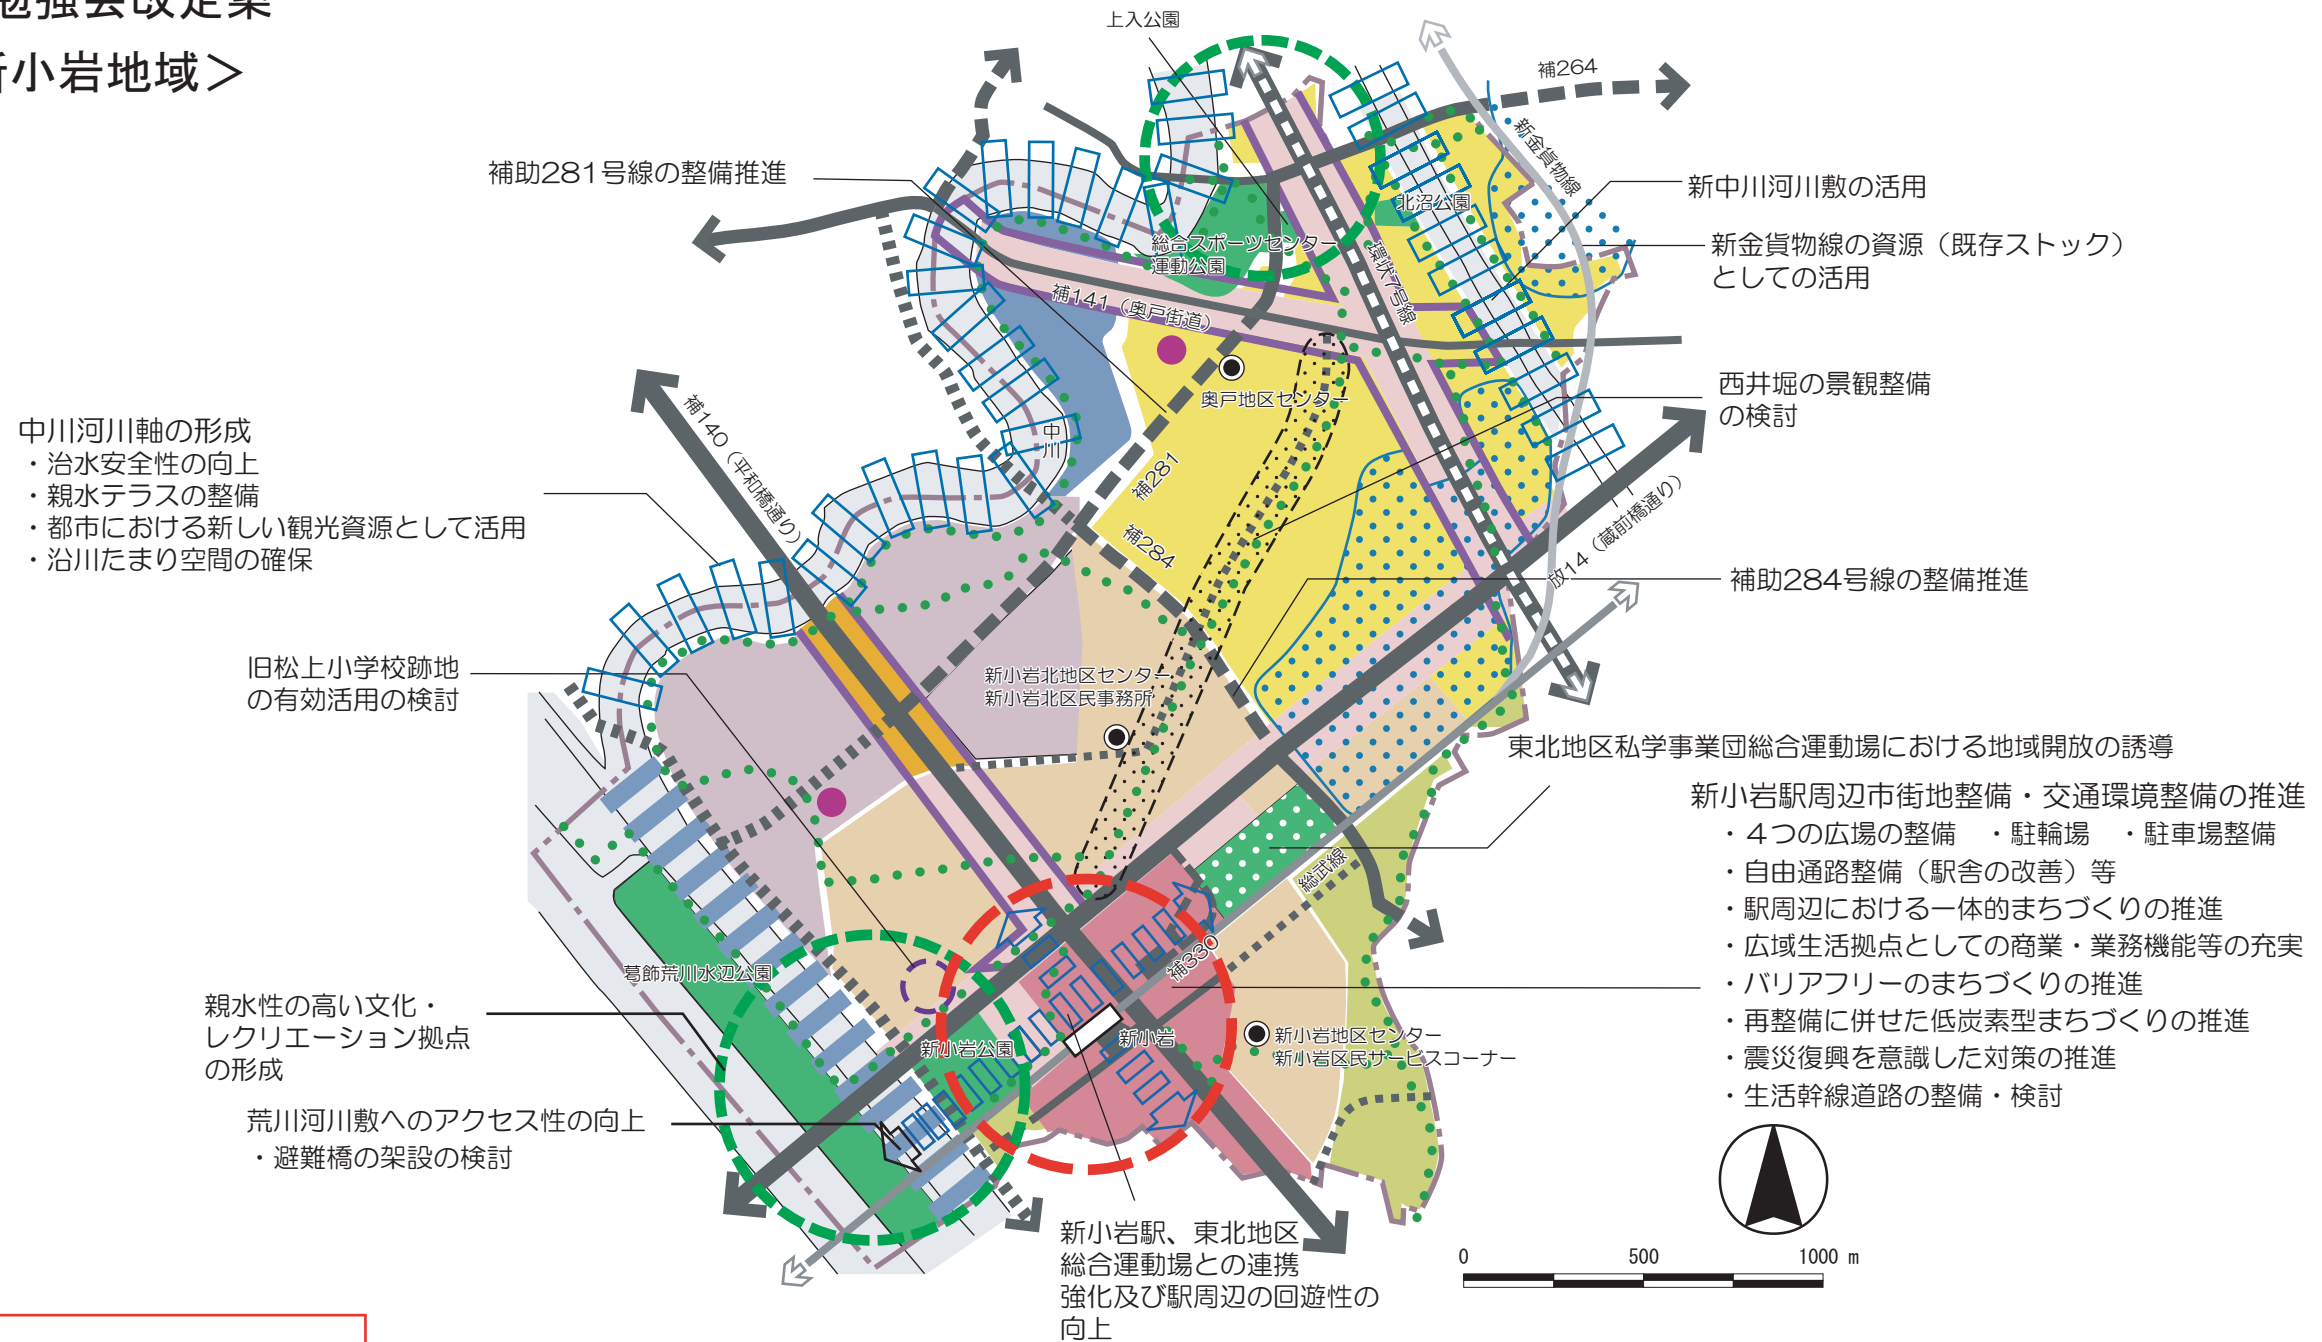 勉強会改定案
新小岩地域＞
上入公園
補264
新金貨物線
補助281号線の整備推進
新中川河川敷の活用
北沼公園
新金貨物線の資源（既存ストック）
としての活用
総合スポーツセンター
運動公園
環状7号線
補141（奥戸街道）
西井堀の景観整備
の検討
奥戸地区センター
補140（平和橋通り）
中川
中川河川軸の形成
・治水安全性の向上
・親水テラスの整備
・都市における新しい観光資源として活用
・沿川たまり空間の確保
補281
補284
放14（蔵前橋通り）
補助284号線の整備推進
旧松上小学校跡地
の有効活用の検討
新小岩北地区センター
新小岩北区民事務所
東北地区私学事業団総合運動場における地域開放の誘導
新小岩駅周辺市街地整備・交通環境整備の推進
・４つの広場の整備　・駐輪場　・駐車場整備
・自由通路整備（駅舎の改善）等
・駅周辺における一体的まちづくりの推進
・広域生活拠点としての商業・業務機能等の充実
・バリアフリーのまちづくりの推進
・再整備に併せた低炭素型まちづくりの推進
・震災復興を意識した対策の推進
・生活幹線道路の整備・検討
総武線
補330
葛飾荒川水辺公園
親水性の高い文化・
レクリエーション拠点
の形成
新小岩公園
新小岩
新小岩地区センター
新小岩区民サービスコーナー
荒川河川敷へのアクセス性の向上
・避難橋の架設の検討
新小岩駅、東北地区
総合運動場との連携
強化及び駅周辺の回遊性の
向上
0 500 1000 m